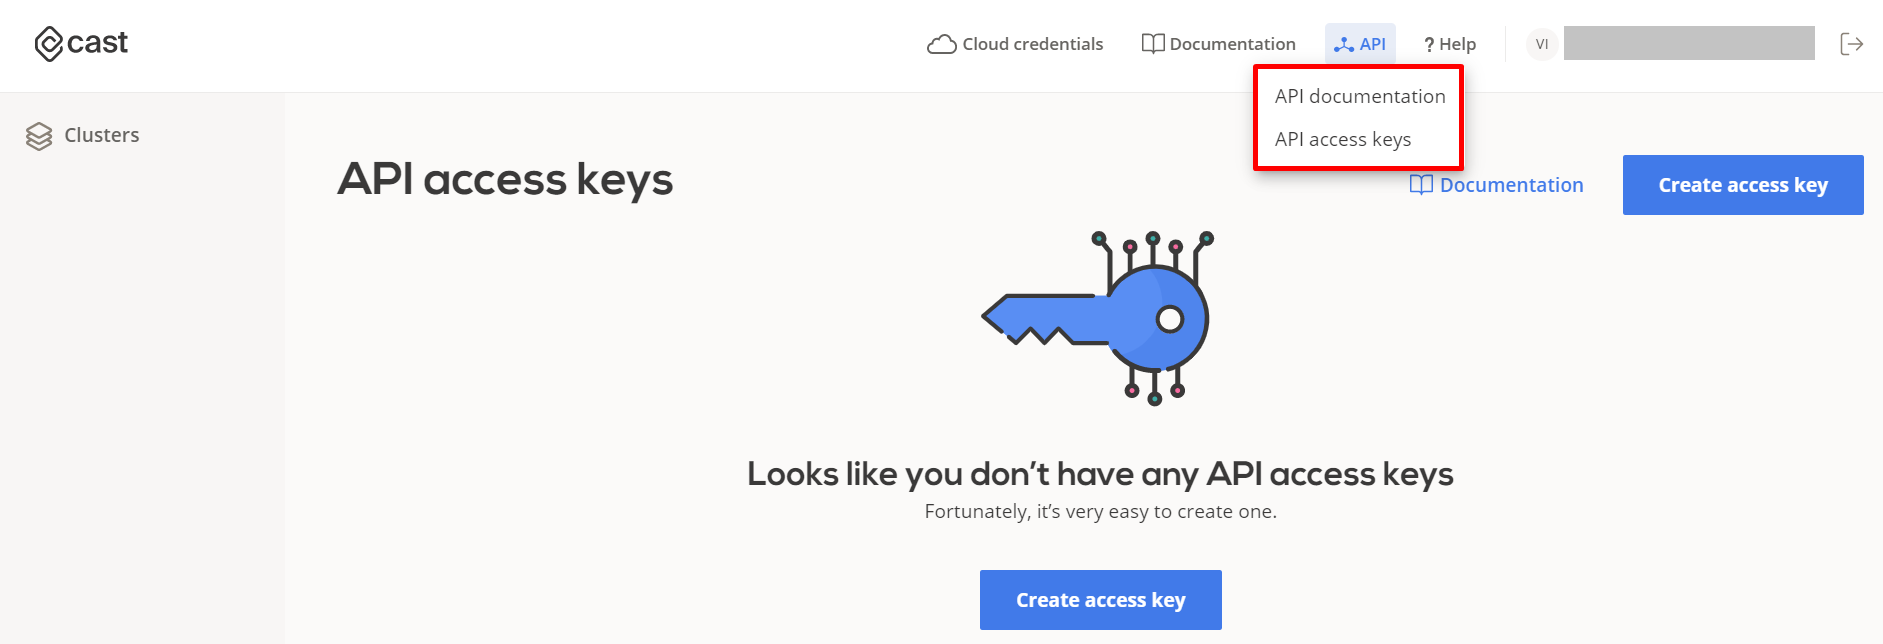 cast
Cloud credentials
Documentation
API
? Help
VI
API documentation
API access keys
Clusters
API access keys
Documentation
Create access key
Looks like you don’t have any API access keys
Fortunately, it’s very easy to create one.
Create access key